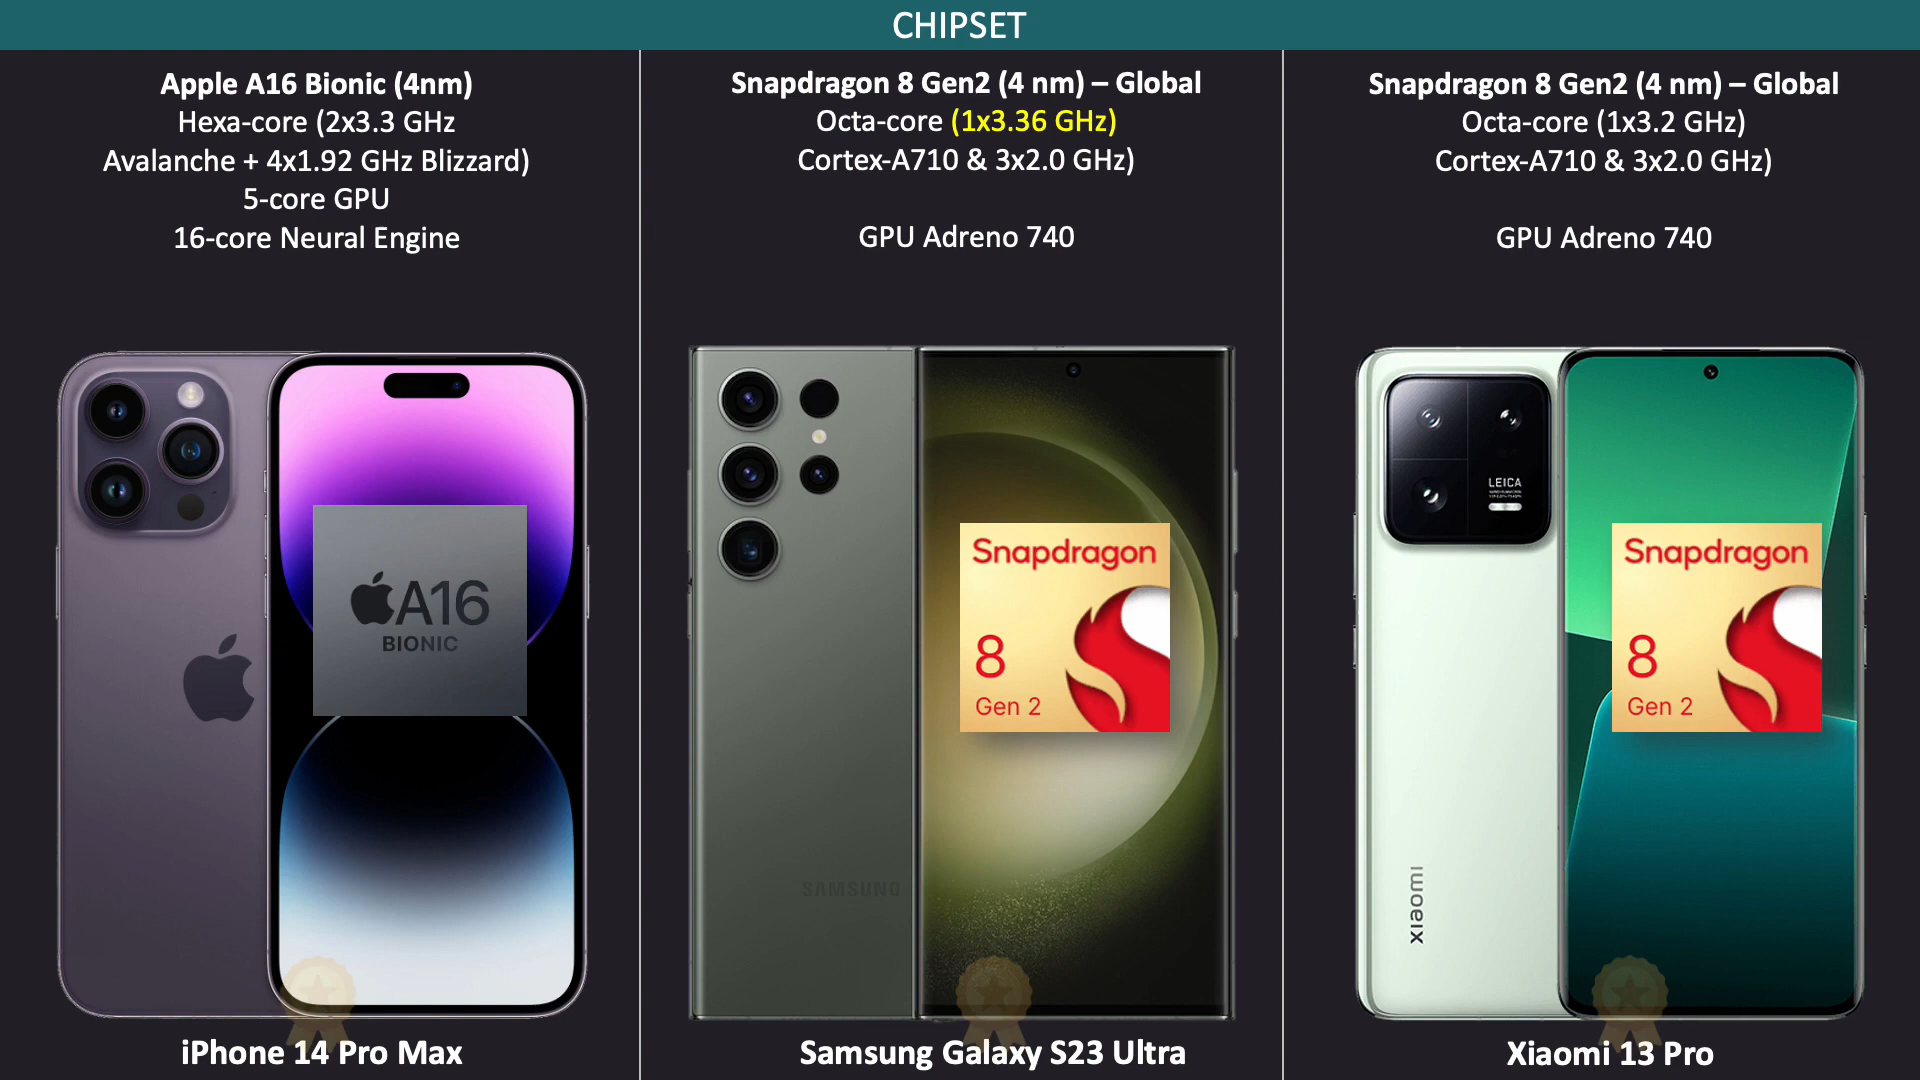 CHIPSET
Apple A16 Bionic (4nm)
Hexa-core (2x3.3 GHz
Avalanche + 4x1.92 GHz Blizzard)
5-core GPU
16-core Neural Engine
A16
BIONIC
iPhone 14 Pro Max
Snapdragon 8 Gen2 (4 nm) – Global
Octa-core (1x3.36 GHz)
Cortex-A710 & 3x2.0 GHz)
GPU Adreno 740
Snapdragon
8
Gen 2
SAMSUNG
Samsung Galaxy S23 Ultra
Snapdragon 8 Gen2 (4 nm) – Global
Octa-core (1x3.2 GHz)
Cortex-A710 & 3x2.0 GHz)
GPU Adreno 740
LEICA
Snapdragon
8
Gen 2
xiaomi
Xiaomi 13 Pro